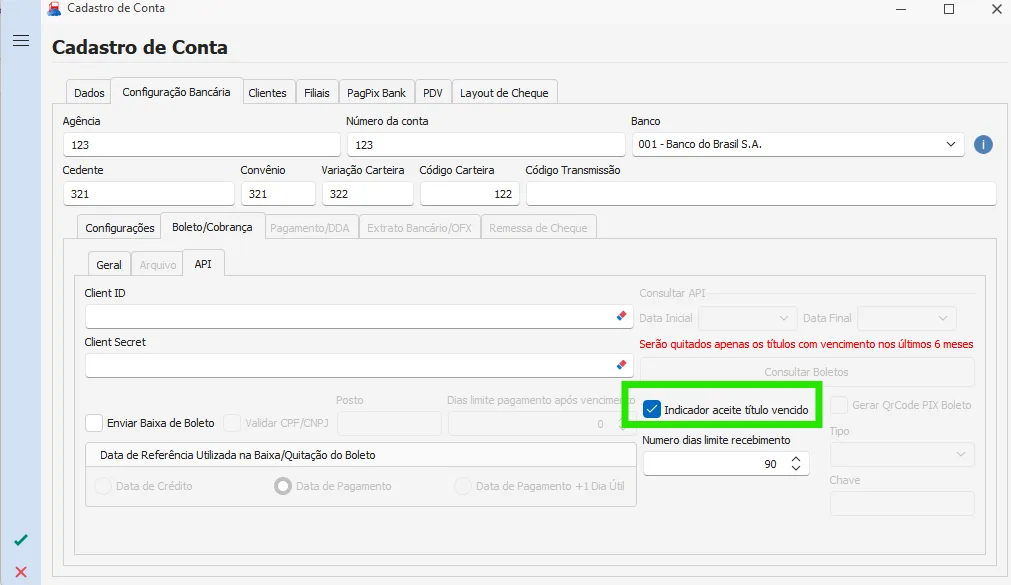 Cadastro de Conta
Cadastro de Conta
Dados Configuração Bancária Clientes Filiais PagPix Bank PDV Layout de Cheque
Agência Número da conta Banco
123 123 001 - Banco do Brasil S.A.
Cedente Convênio Variação Carteira Código Carteira Código Transmissão
321 321 322 122
Configurações Boleto/Cobrança Pagamento/DDA Extrato Bancário/OFX Remessa de Cheque
Geral Arquivo API
Client ID Consultar API
Data Inicial Data Final
Client Secret Serão quitados apenas os títulos com vencimento nos últimos 6 meses
Consultar Boletos
Posto Dias limite pagamento após vencimento
Indicador aceite título vencido Gerar QrCode PIX Boleto
Enviar Baixa de Boleto Validar CPF/CNPJ 0
Tipo
Numero dias limite recebimento
Data de Referência Utilizada na Baixa/Quitação do Boleto
90
Chave
Data de Crédito Data de Pagamento Data de Pagamento +1 Dia Útil